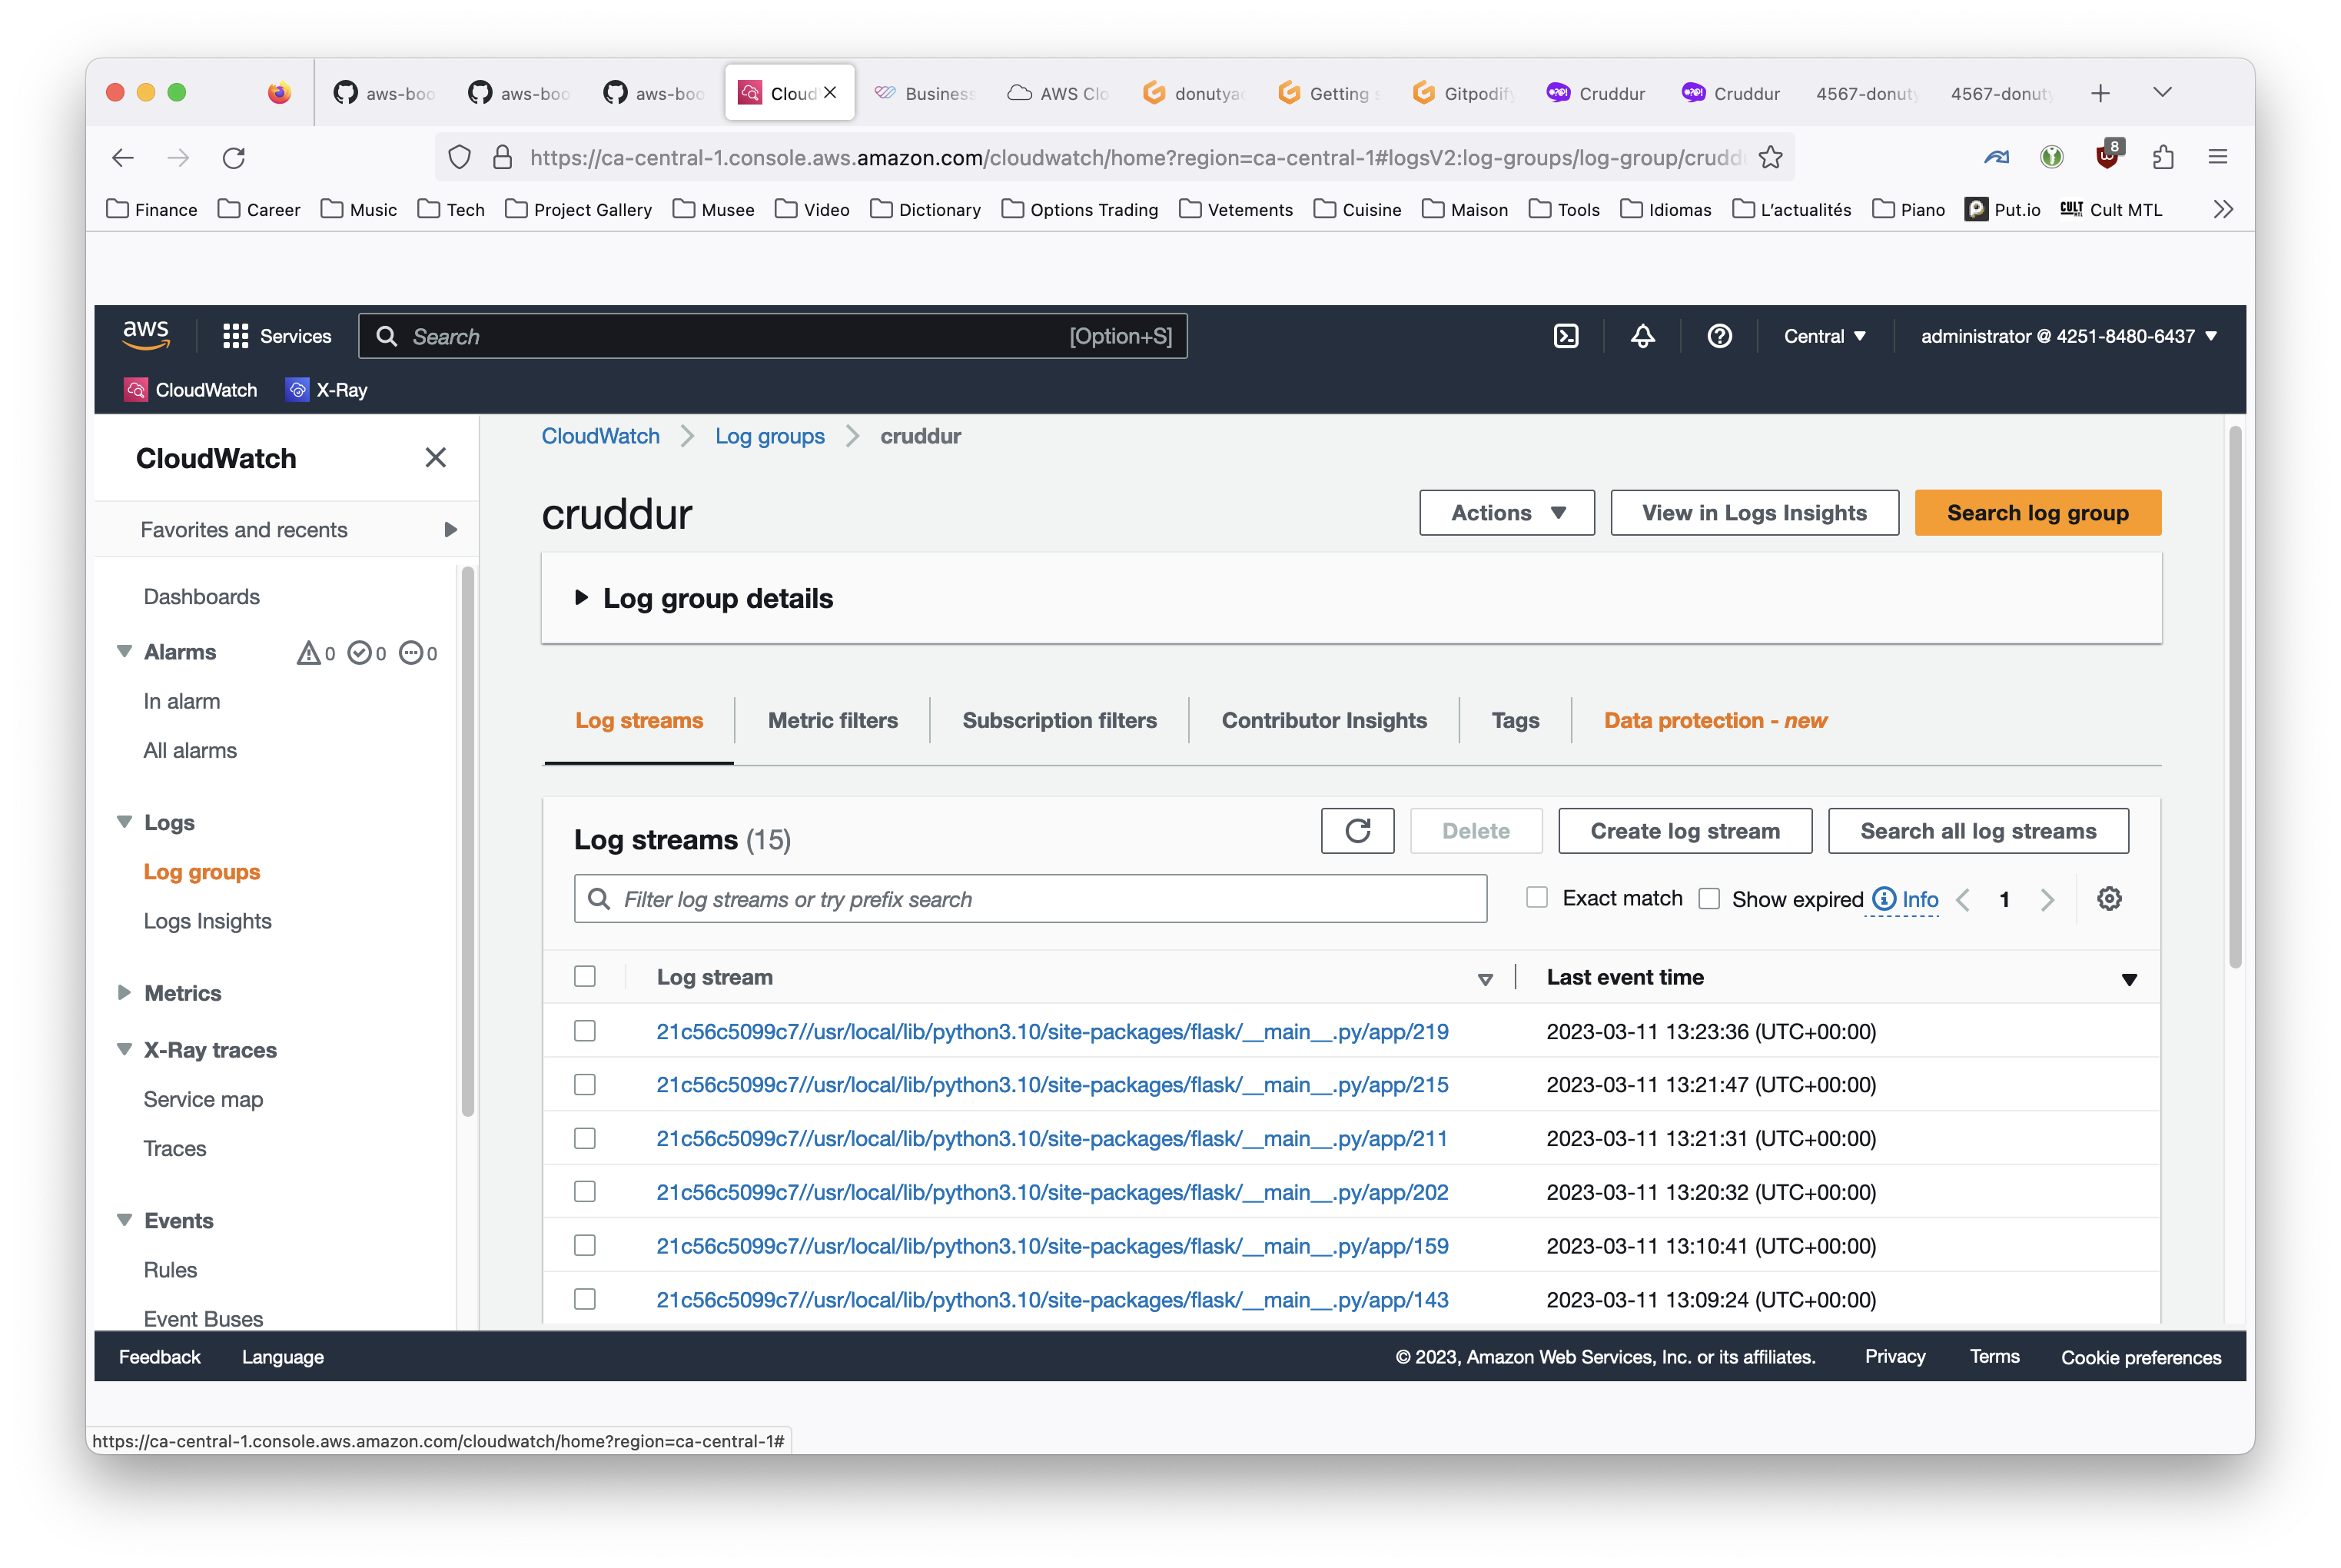 aws-boo aws-boo aws-boo Cloud Business AWS Clo donutya Getting Gitpodify Cruddur Cruddur 4567-donut 4567-donut
https://ca-central-1.console.aws.amazon.com/cloudwatch/home?region=ca-central-1#logsV2:log-groups/log-group/crudd
8
Finance Career Music Tech Project Gallery Musee Video Dictionary Options Trading Vetements Cuisine Maison Tools Idiomas L'actualités Piano Put.io CULT MTL Cult MTL
aws Services Search [Option+S] Central administrator @ 4251-8480-6437
CloudWatch X-Ray
CloudWatch
Favorites and recents
Dashboards
Alarms 0 0 0
In alarm
All alarms
Logs
Log groups
Logs Insights
Metrics
X-Ray traces
Service map
Traces
Events
Rules
Event Buses
CloudWatch Log groups cruddur
cruddur Actions View in Logs Insights Search log group
Log group details
Log streams Metric filters Subscription filters Contributor Insights Tags Data protection - new
Log streams (15) Delete Create log stream Search all log streams
Filter log streams or try prefix search Exact match Show expired Info 1
Log stream Last event time
21c56c5099c7//usr/local/lib/python3.10/site-packages/flask/__main__.py/app/219 2023-03-11 13:23:36 (UTC+00:00)
21c56c5099c7//usr/local/lib/python3.10/site-packages/flask/__main__.py/app/215 2023-03-11 13:21:47 (UTC+00:00)
21c56c5099c7//usr/local/lib/python3.10/site-packages/flask/__main__.py/app/211 2023-03-11 13:21:31 (UTC+00:00)
21c56c5099c7//usr/local/lib/python3.10/site-packages/flask/__main__.py/app/202 2023-03-11 13:20:32 (UTC+00:00)
21c56c5099c7//usr/local/lib/python3.10/site-packages/flask/__main__.py/app/159 2023-03-11 13:10:41 (UTC+00:00)
21c56c5099c7//usr/local/lib/python3.10/site-packages/flask/__main__.py/app/143 2023-03-11 13:09:24 (UTC+00:00)
Feedback Language © 2023, Amazon Web Services, Inc. or its affiliates. Privacy Terms Cookie preferences
https://ca-central-1.console.aws.amazon.com/cloudwatch/home?region=ca-central-1#